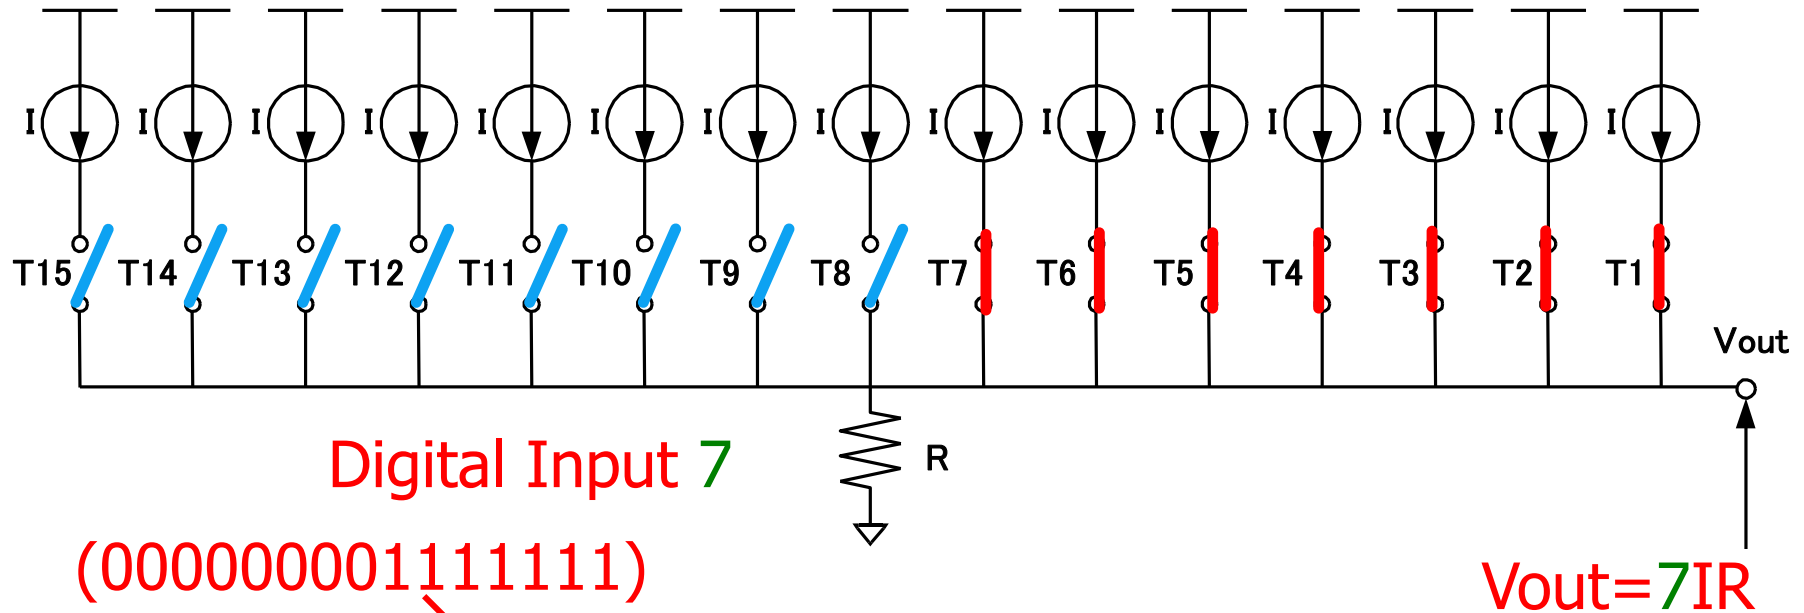 I I I I I I I I I I I I I I I
T15 T14 T13 T12 T11 T10 T9 T8 T7 T6 T5 T4 T3 T2 T1
Vout
R
Digital Input 7
(000000001111111)
Vout=7IR